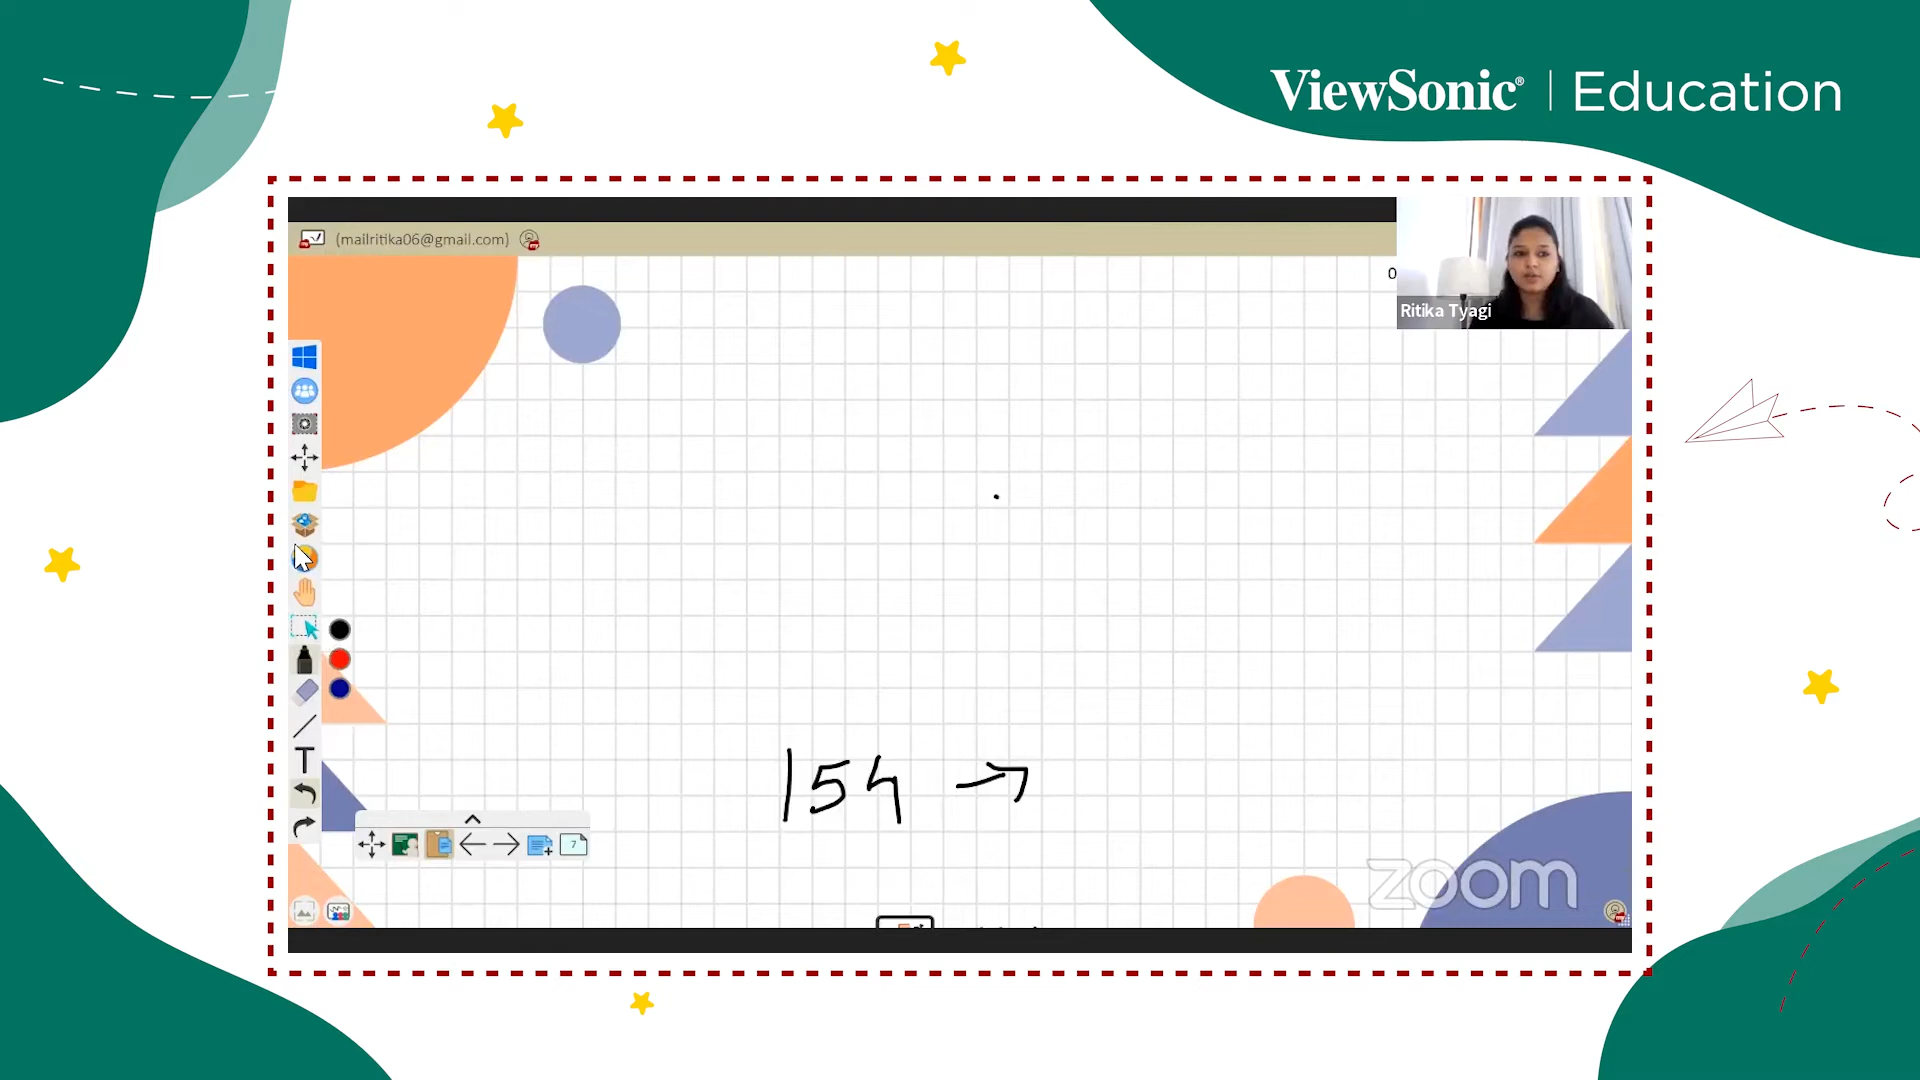 ViewSonic® | Education
(mailritika06@gmail.com)
0
Ritika Tyagi
T
154 →
7
zoom